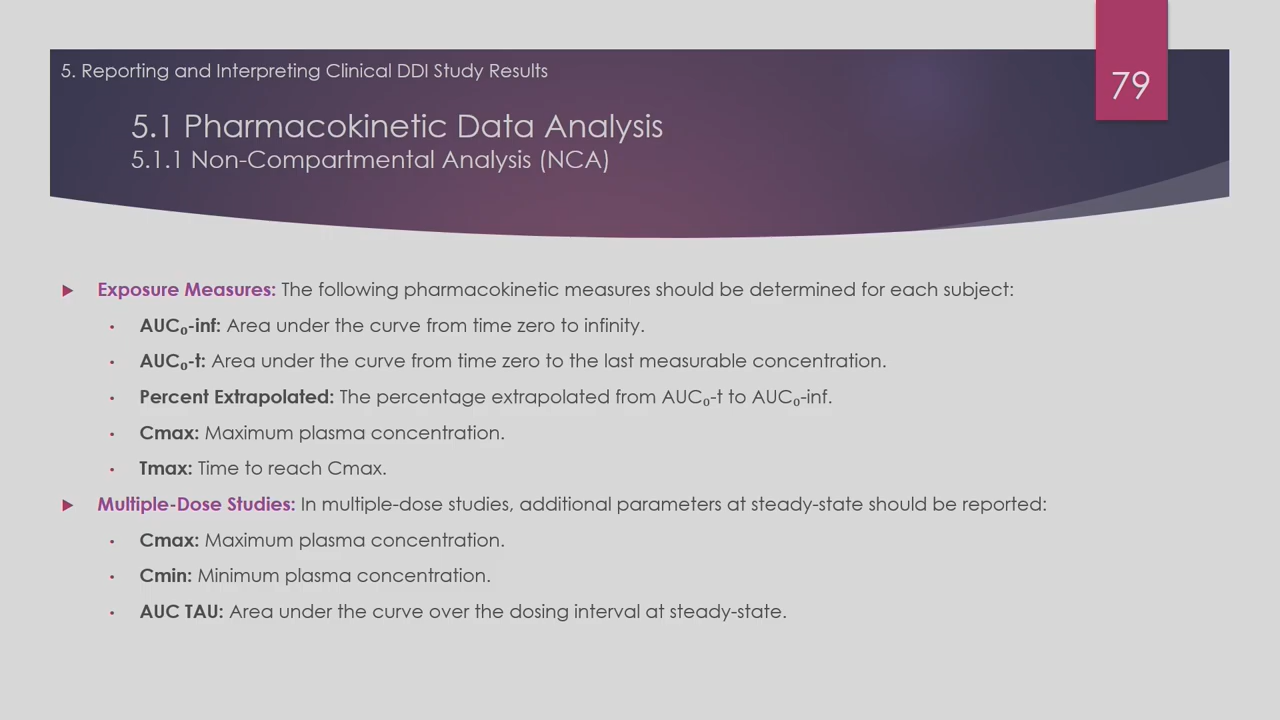 5. Reporting and Interpreting Clinical DDI Study Results
79
5.1 Pharmacokinetic Data Analysis
5.1.1 Non-Compartmental Analysis (NCA)
▶ Exposure Measures: The following pharmacokinetic measures should be determined for each subject:
• AUC₀-inf: Area under the curve from time zero to infinity.
• AUC₀-t: Area under the curve from time zero to the last measurable concentration.
• Percent Extrapolated: The percentage extrapolated from AUC₀-t to AUC₀-inf.
• Cmax: Maximum plasma concentration.
• Tmax: Time to reach Cmax.
▶ Multiple-Dose Studies: In multiple-dose studies, additional parameters at steady-state should be reported:
• Cmax: Maximum plasma concentration.
• Cmin: Minimum plasma concentration.
• AUC TAU: Area under the curve over the dosing interval at steady-state.